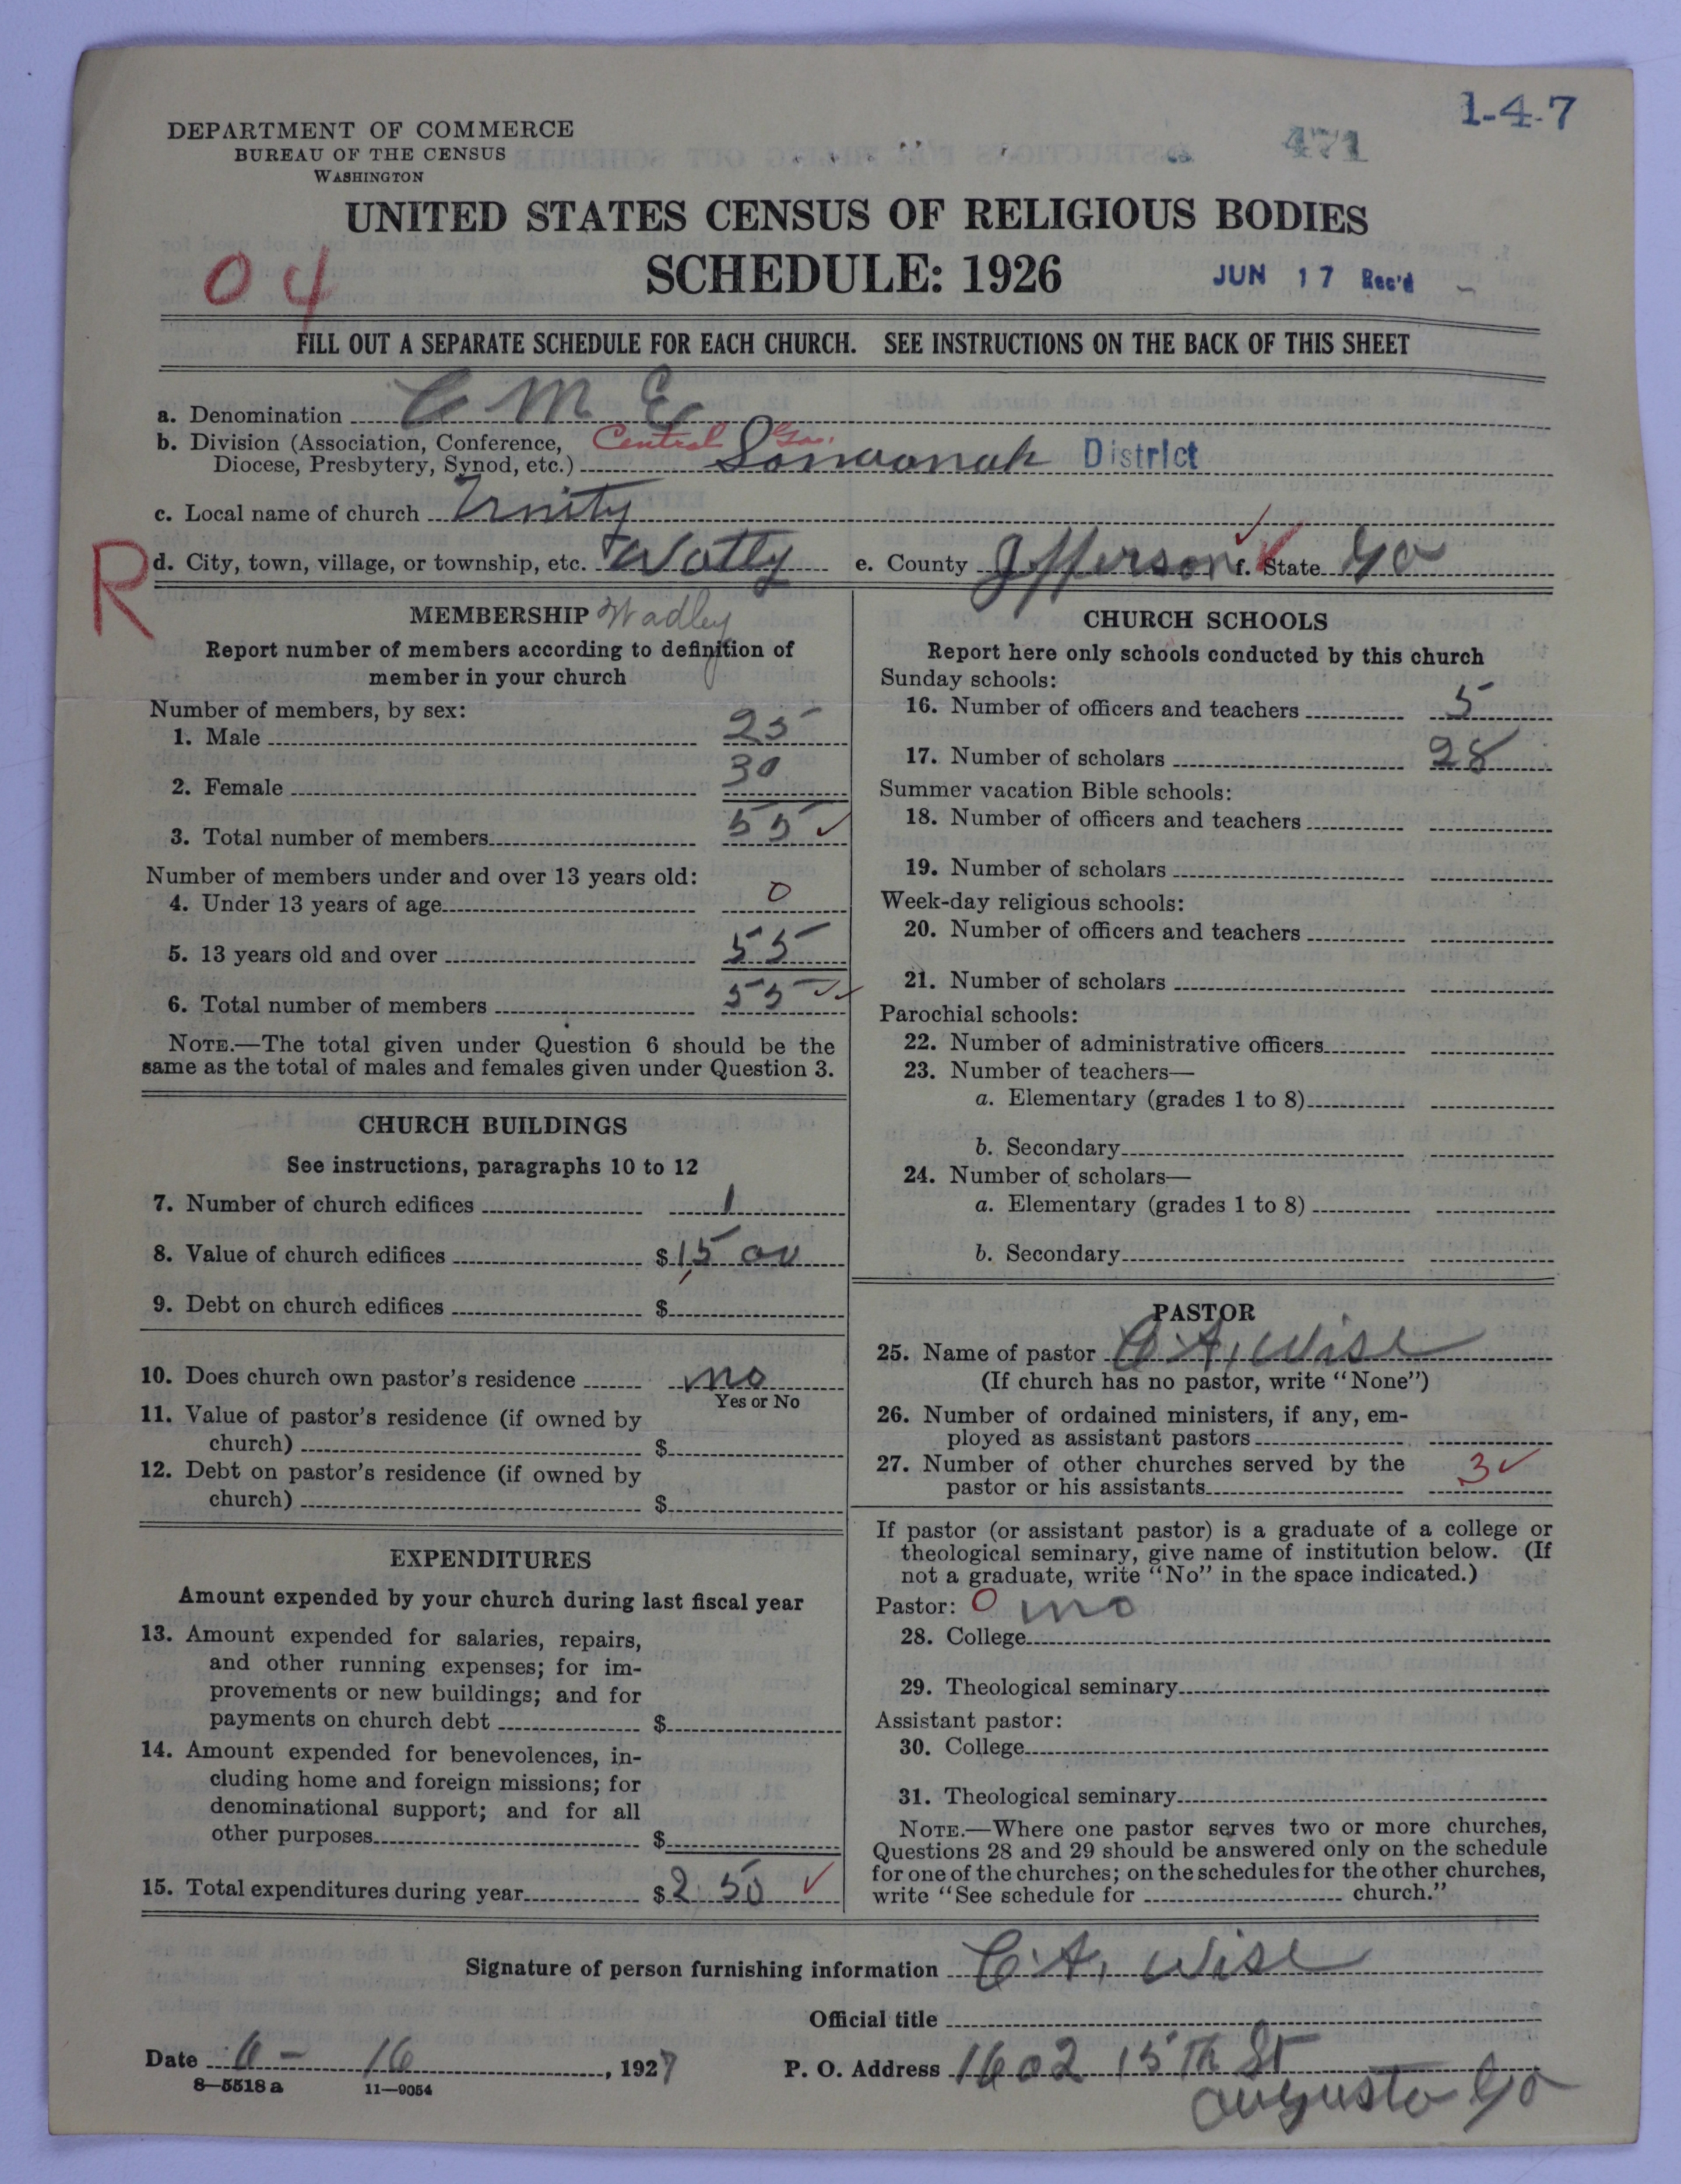 1-4-7
471
DEPARTMENT OF COMMERCE
BUREAU OF THE CENSUS
WASHINGTON
UNITED STATES CENSUS OF RELIGIOUS BODIES
SCHEDULE: 1926
JUN 17 Rec'd
04
FILL OUT A SEPARATE SCHEDULE FOR EACH CHURCH. SEE INSTRUCTIONS ON THE BACK OF THIS SHEET
a. Denomination C M E
b. Division (Association, Conference, Central Ga.
Diocese, Presbytery, Synod, etc.) Sonvonnah District
c. Local name of church Trnity
R
d. City, town, village, or township, etc. Watly e. County Jefferson f. State Ga
MEMBERSHIP Wadley
Report number of members according to definition of
member in your church
Number of members, by sex:
1. Male 25
2. Female 30
3. Total number of members 55
Number of members under and over 13 years old:
4. Under 13 years of age 0
5. 13 years old and over 55
6. Total number of members 55
NOTE.—The total given under Question 6 should be the
same as the total of males and females given under Question 3.
CHURCH BUILDINGS
See instructions, paragraphs 10 to 12
7. Number of church edifices 1
8. Value of church edifices $1,500
9. Debt on church edifices $
10. Does church own pastor's residence no
Yes or No
11. Value of pastor's residence (if owned by
church) $
12. Debt on pastor's residence (if owned by
church) $
EXPENDITURES
Amount expended by your church during last fiscal year
13. Amount expended for salaries, repairs,
and other running expenses; for im-
provements or new buildings; and for
payments on church debt $
14. Amount expended for benevolences, in-
cluding home and foreign missions; for
denominational support; and for all
other purposes $
15. Total expenditures during year $250
CHURCH SCHOOLS
Report here only schools conducted by this church
Sunday schools:
16. Number of officers and teachers 5
17. Number of scholars 28
Summer vacation Bible schools:
18. Number of officers and teachers
19. Number of scholars
Week-day religious schools:
20. Number of officers and teachers
21. Number of scholars
Parochial schools:
22. Number of administrative officers
23. Number of teachers—
a. Elementary (grades 1 to 8)
b. Secondary
24. Number of scholars—
a. Elementary (grades 1 to 8)
b. Secondary
PASTOR
25. Name of pastor C A, Wise
(If church has no pastor, write "None")
26. Number of ordained ministers, if any, em-
ployed as assistant pastors
27. Number of other churches served by the
pastor or his assistants 3
If pastor (or assistant pastor) is a graduate of a college or
theological seminary, give name of institution below. (If
not a graduate, write "No" in the space indicated.)
Pastor: 0 no
28. College
29. Theological seminary
Assistant pastor:
30. College
31. Theological seminary
NOTE.—Where one pastor serves two or more churches,
Questions 28 and 29 should be answered only on the schedule
for one of the churches; on the schedules for the other churches,
write "See schedule for church."
Signature of person furnishing information C. A, Wise
Official title
Date 6 - 16, 1927 P. O. Address 1602 15th St
8—5518a 11—9054
Augusta Ga